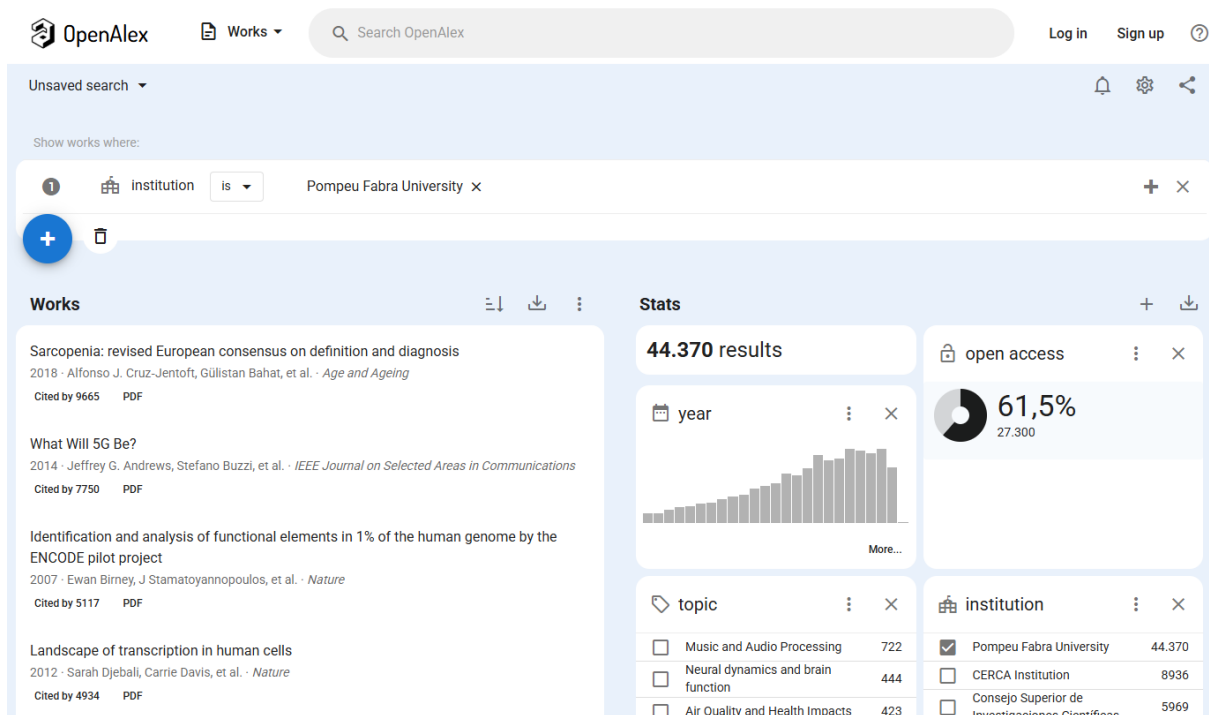 OpenAlex
Works
Search OpenAlex
Log in
Sign up
Unsaved search
Show works where:
1
institution
is
Pompeu Fabra University
Works
Sarcopenia: revised European consensus on definition and diagnosis
2018 · Alfonso J. Cruz-Jentoft, Gülistan Bahat, et al. · Age and Ageing
Cited by 9665 PDF
What Will 5G Be?
2014 · Jeffrey G. Andrews, Stefano Buzzi, et al. · IEEE Journal on Selected Areas in Communications
Cited by 7750 PDF
Identification and analysis of functional elements in 1% of the human genome by the
ENCODE pilot project
2007 · Ewan Birney, J Stamatoyannopoulos, et al. · Nature
Cited by 5117 PDF
Landscape of transcription in human cells
2012 · Sarah Djebali, Carrie Davis, et al. · Nature
Cited by 4934 PDF
Stats
44.370 results
year
More...
open access
61,5%
27.300
topic
Music and Audio Processing 722
Neural dynamics and brain
function 444
Air Quality and Health Impacts 423
institution
Pompeu Fabra University 44.370
CERCA Institution 8936
Consejo Superior de
Investigaciones Científicas 5969